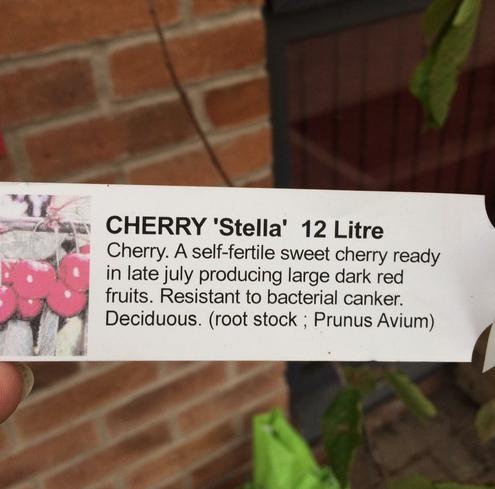 CHERRY 'Stella' 12 Litre
Cherry. A self-fertile sweet cherry ready
in late july producing large dark red
fruits. Resistant to bacterial canker.
Deciduous. (root stock ; Prunus Avium)